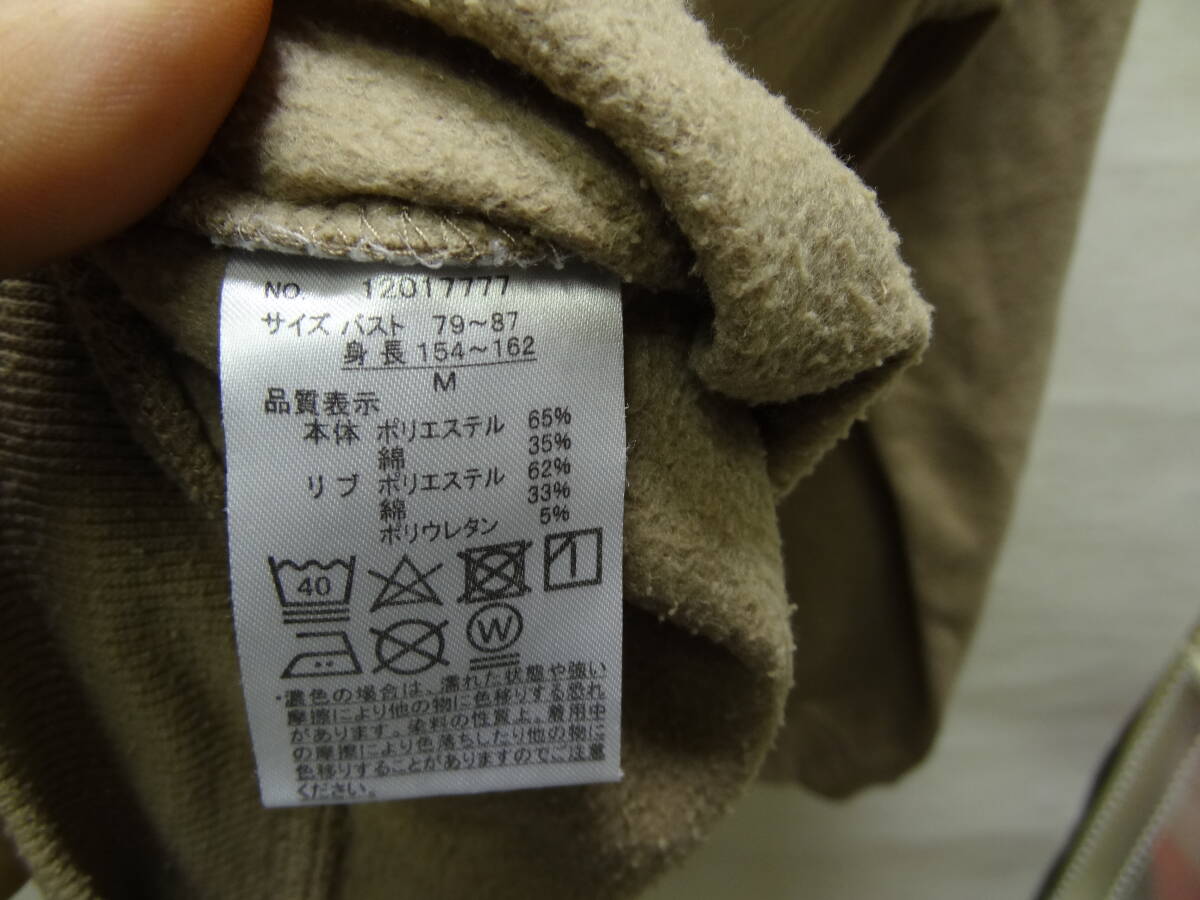 NO. 12017777
サイズ バスト 79～87
身長 154～162
M
品質表示
本体 ポリエステル 65%
綿 35%
リブ ポリエステル 62%
綿 33%
ポリウレタン 5%
40
W
・濃色の場合は、濡れた状態や強い
摩擦により他の物に色移りする恐れ
があります。染料の性質上、着用中
の摩擦により色落ちしたり他の物に
色移りすることがありますのでご注意
ください。